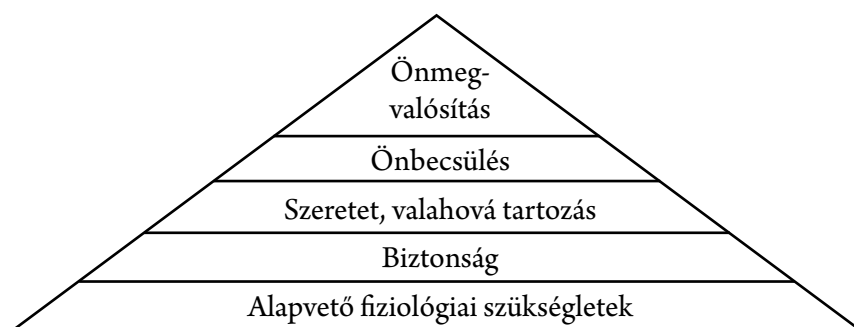 Önmeg-
valósítás
Önbecsülés
Szeretet, valahová tartozás
Biztonság
Alapvető fiziológiai szükségletek